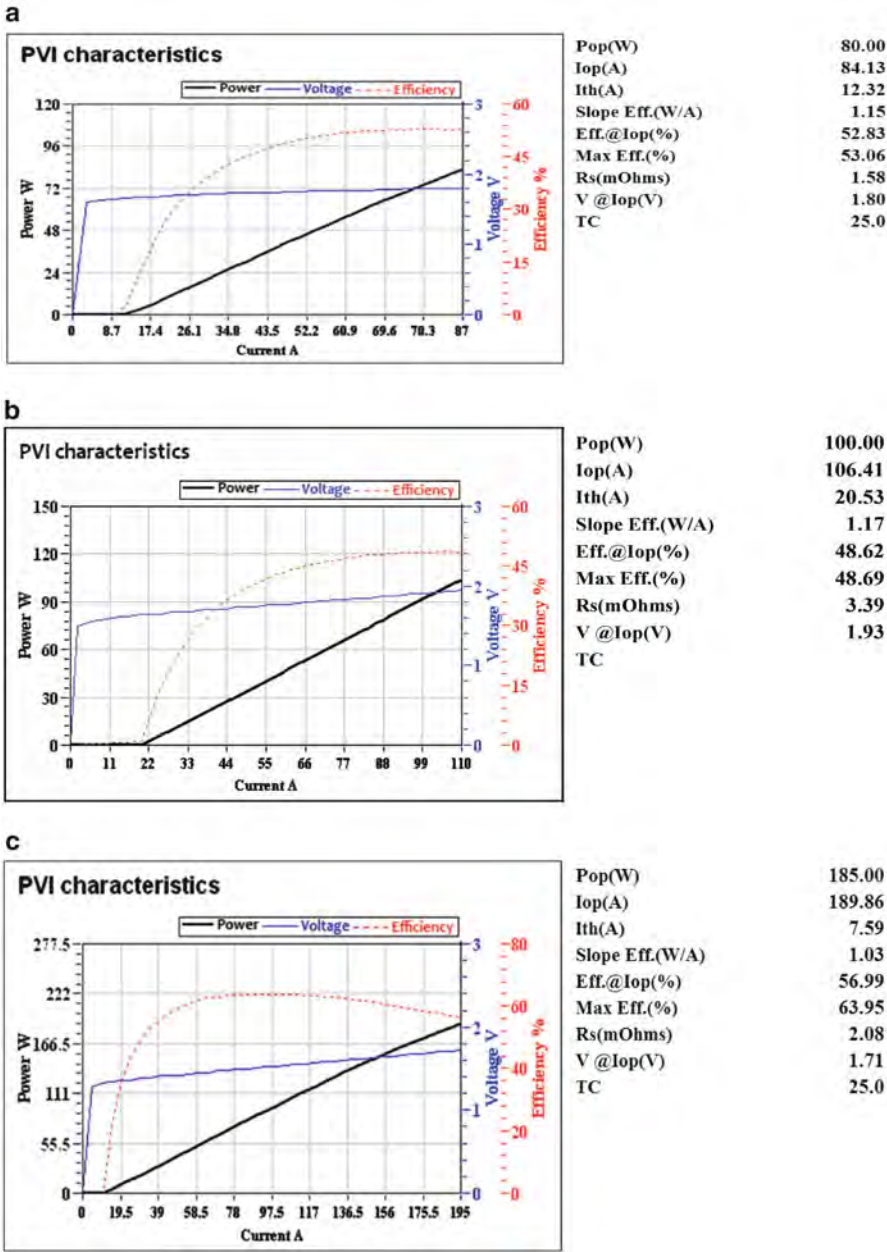 a
PVI characteristics
Power Voltage Efficiency
120
96
72
48
24
0
Power W
3
2
1
0
Voltage V
60
45
30
15
0
Efficiency %
0 8.7 17.4 26.1 34.8 43.5 52.2 60.9 69.6 78.3 87
Current A
Pop(W) 80.00
Iop(A) 84.13
Ith(A) 12.32
Slope Eff.(W/A) 1.15
Eff.@Iop(%) 52.83
Max Eff.(%) 53.06
Rs(mOhms) 1.58
V @Iop(V) 1.80
TC 25.0
b
PVI characteristics
Power Voltage Efficiency
150
120
90
60
30
0
Power W
3
2
1
0
Voltage V
60
45
30
15
0
Efficiency %
0 11 22 33 44 55 66 77 88 99 110
Current A
Pop(W) 100.00
Iop(A) 106.41
Ith(A) 20.53
Slope Eff.(W/A) 1.17
Eff.@Iop(%) 48.62
Max Eff.(%) 48.69
Rs(mOhms) 3.39
V @Iop(V) 1.93
TC
c
PVI characteristics
Power Voltage Efficiency
277.5
222
166.5
111
55.5
0
Power W
3
2
1
0
Voltage V
80
60
40
20
0
Efficiency %
0 19.5 39 58.5 78 97.5 117 136.5 156 175.5 195
Current A
Pop(W) 185.00
Iop(A) 189.86
Ith(A) 7.59
Slope Eff.(W/A) 1.03
Eff.@Iop(%) 56.99
Max Eff.(%) 63.95
Rs(mOhms) 2.08
V @Iop(V) 1.71
TC 25.0